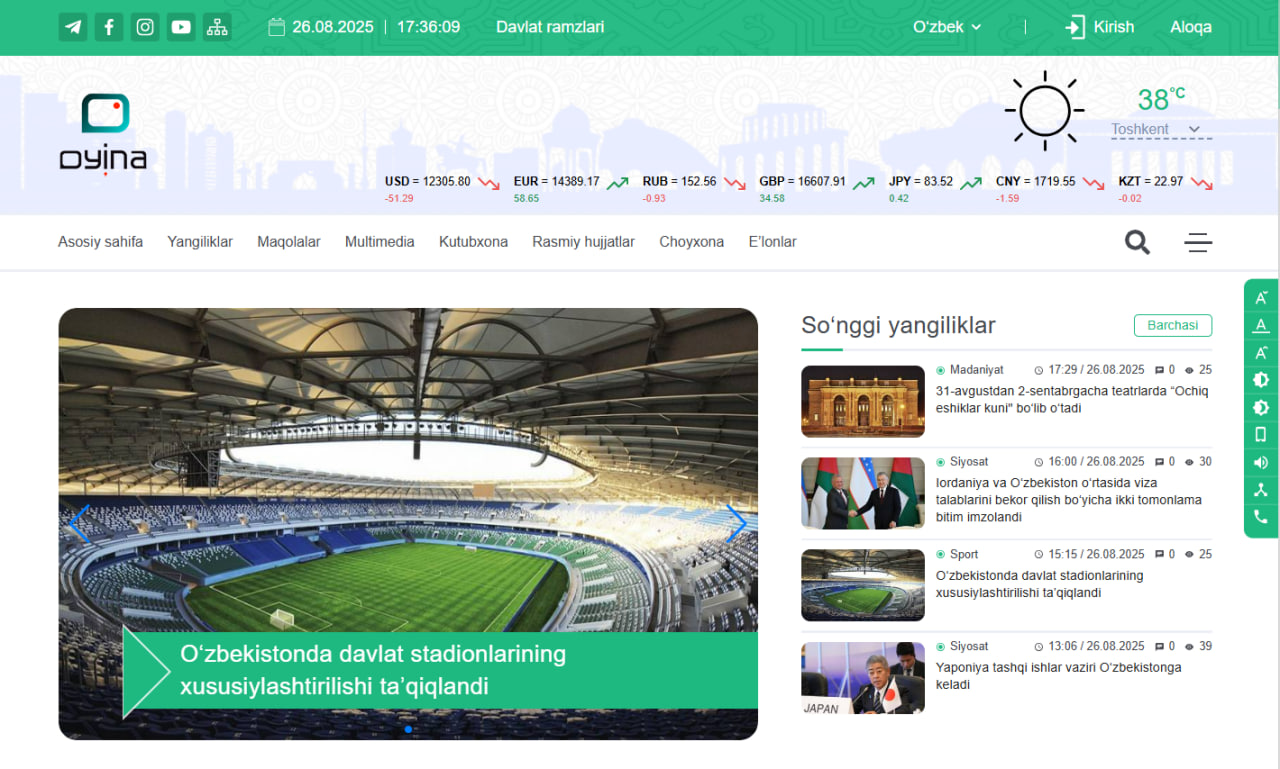 26.08.2025 | 17:36:09 Davlat ramzlari O'zbek | Kirish Aloqa
38°C
Toshkent
oyina
USD = 12305.80 EUR = 14389.17 RUB = 152.56 GBP = 16607.91 JPY = 83.52 CNY = 1719.55 KZT = 22.97
-51.29 58.65 -0.93 34.58 0.42 -1.59 -0.02
Asosiy sahifa Yangiliklar Maqolalar Multimedia Kutubxona Rasmiy hujjatlar Choyxona E'lonlar
So‘nggi yangiliklar Barchasi
Madaniyat 17:29 / 26.08.2025 0 25
31-avgustdan 2-sentabrgacha teatrlarda “Ochiq
eshiklar kuni" bo‘lib o‘tadi
Siyosat 16:00 / 26.08.2025 0 30
Iordaniya va O‘zbekiston o‘rtasida viza
talablarini bekor qilish bo‘yicha ikki tomonlama
bitim imzolandi
Sport 15:15 / 26.08.2025 0 25
O‘zbekistonda davlat stadionlarining
xususiylashtirilishi ta’qiqlandi
Siyosat 13:06 / 26.08.2025 0 39
Yaponiya tashqi ishlar vaziri O‘zbekistonga
keladi
JAPAN
O‘zbekistonda davlat stadionlarining
xususiylashtirilishi ta’qiqlandi